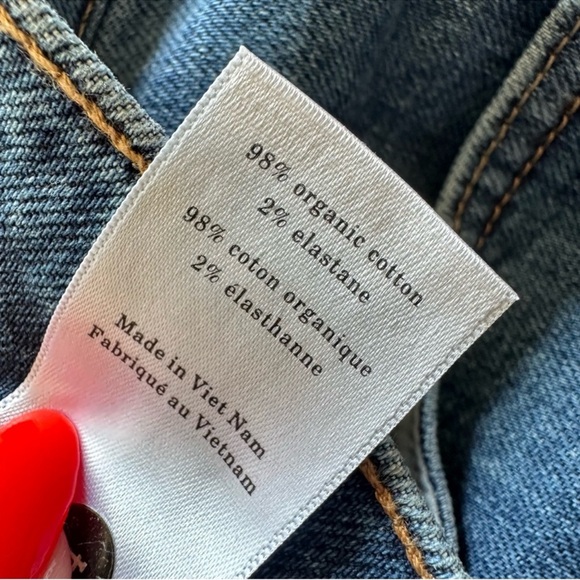 98% organic cotton
2% elastane
98% coton organique
2% élasthanne
Made in Viet Nam
Fabriqué au Vietnam